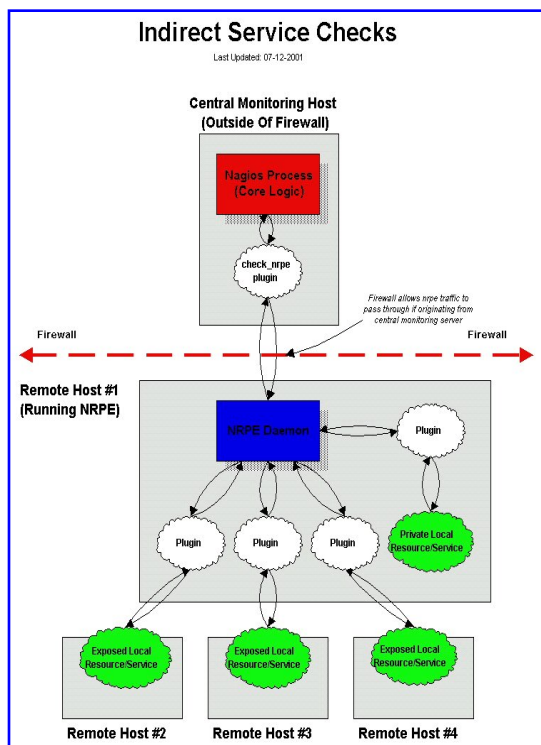 Indirect Service Checks
Last Updated: 07-12-2001
Central Monitoring Host
(Outside Of Firewall)
Nagios Process
(Core Logic)
check_nrpe
plugin
Firewall allows nrpe traffic to
pass through if originating from
central monitoring server
Firewall
Firewall
Remote Host #1
(Running NRPE)
NRPE Daemon
Plugin
Private Local
Resource/Service
Plugin
Plugin
Plugin
Exposed Local
Resource/Service
Exposed Local
Resource/Service
Exposed Local
Resource/Service
Remote Host #2
Remote Host #3
Remote Host #4